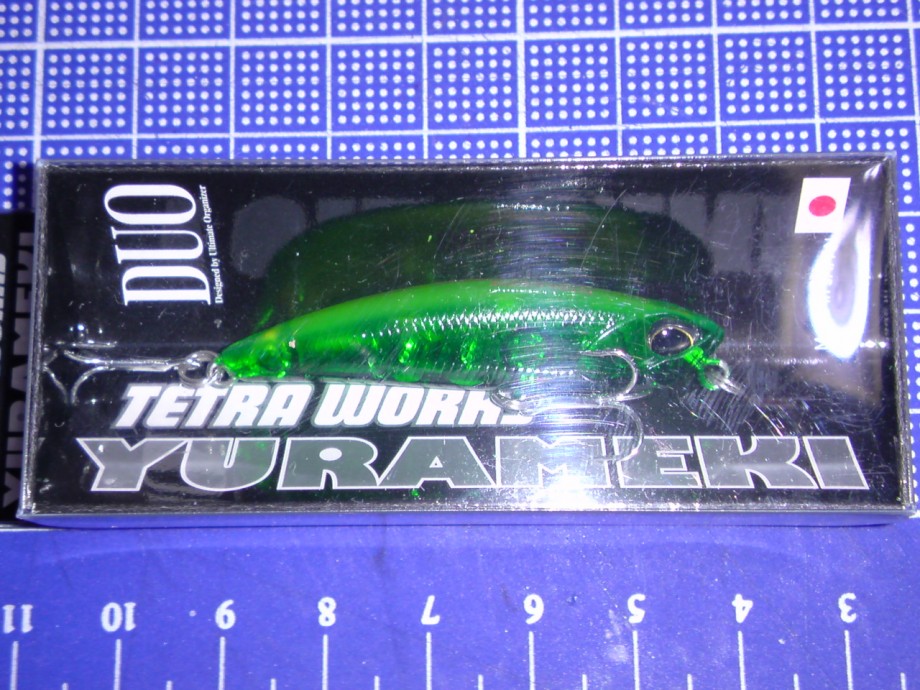 DUO
Designed by Ultimate Organizer
TETRA WORKS
YURAMEKI
11 10 9 8 7 6 5 4 3